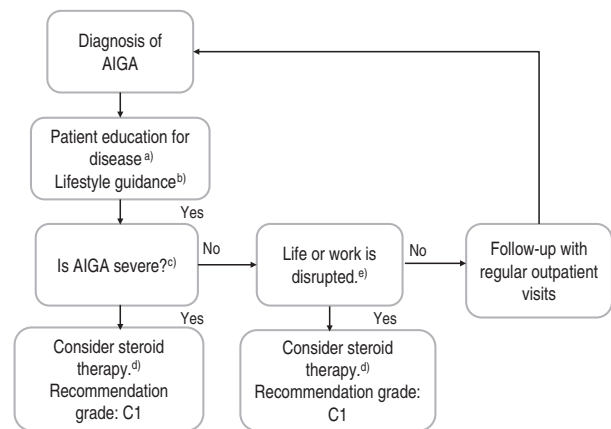 Diagnosis of
AIGA
Patient education for
disease a)
Lifestyle guidance b)
Yes
Is AIGA severe? c)
No
Life or work is
disrupted. e)
No
Follow-up with
regular outpatient
visits
Yes
Consider steroid
therapy. d)
Recommendation
grade: C1
Yes
Consider steroid
therapy. d)
Recommendation grade:
C1